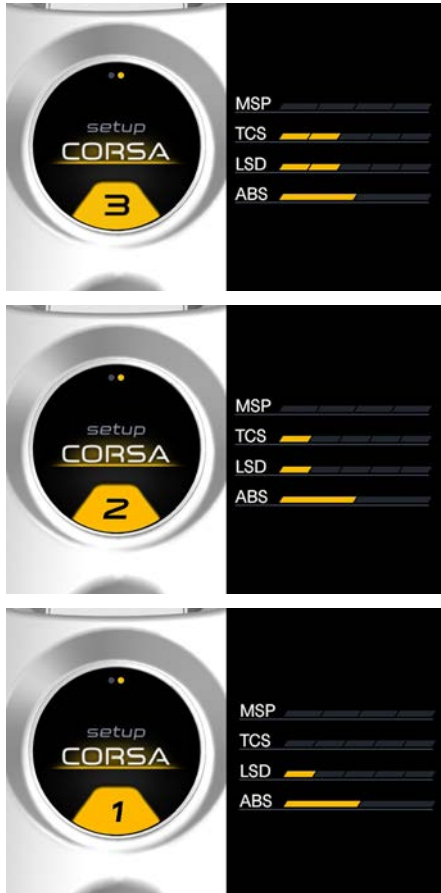 setup
CORSA
3
MSP
TCS
LSD
ABS
setup
CORSA
2
MSP
TCS
LSD
ABS
setup
CORSA
1
MSP
TCS
LSD
ABS